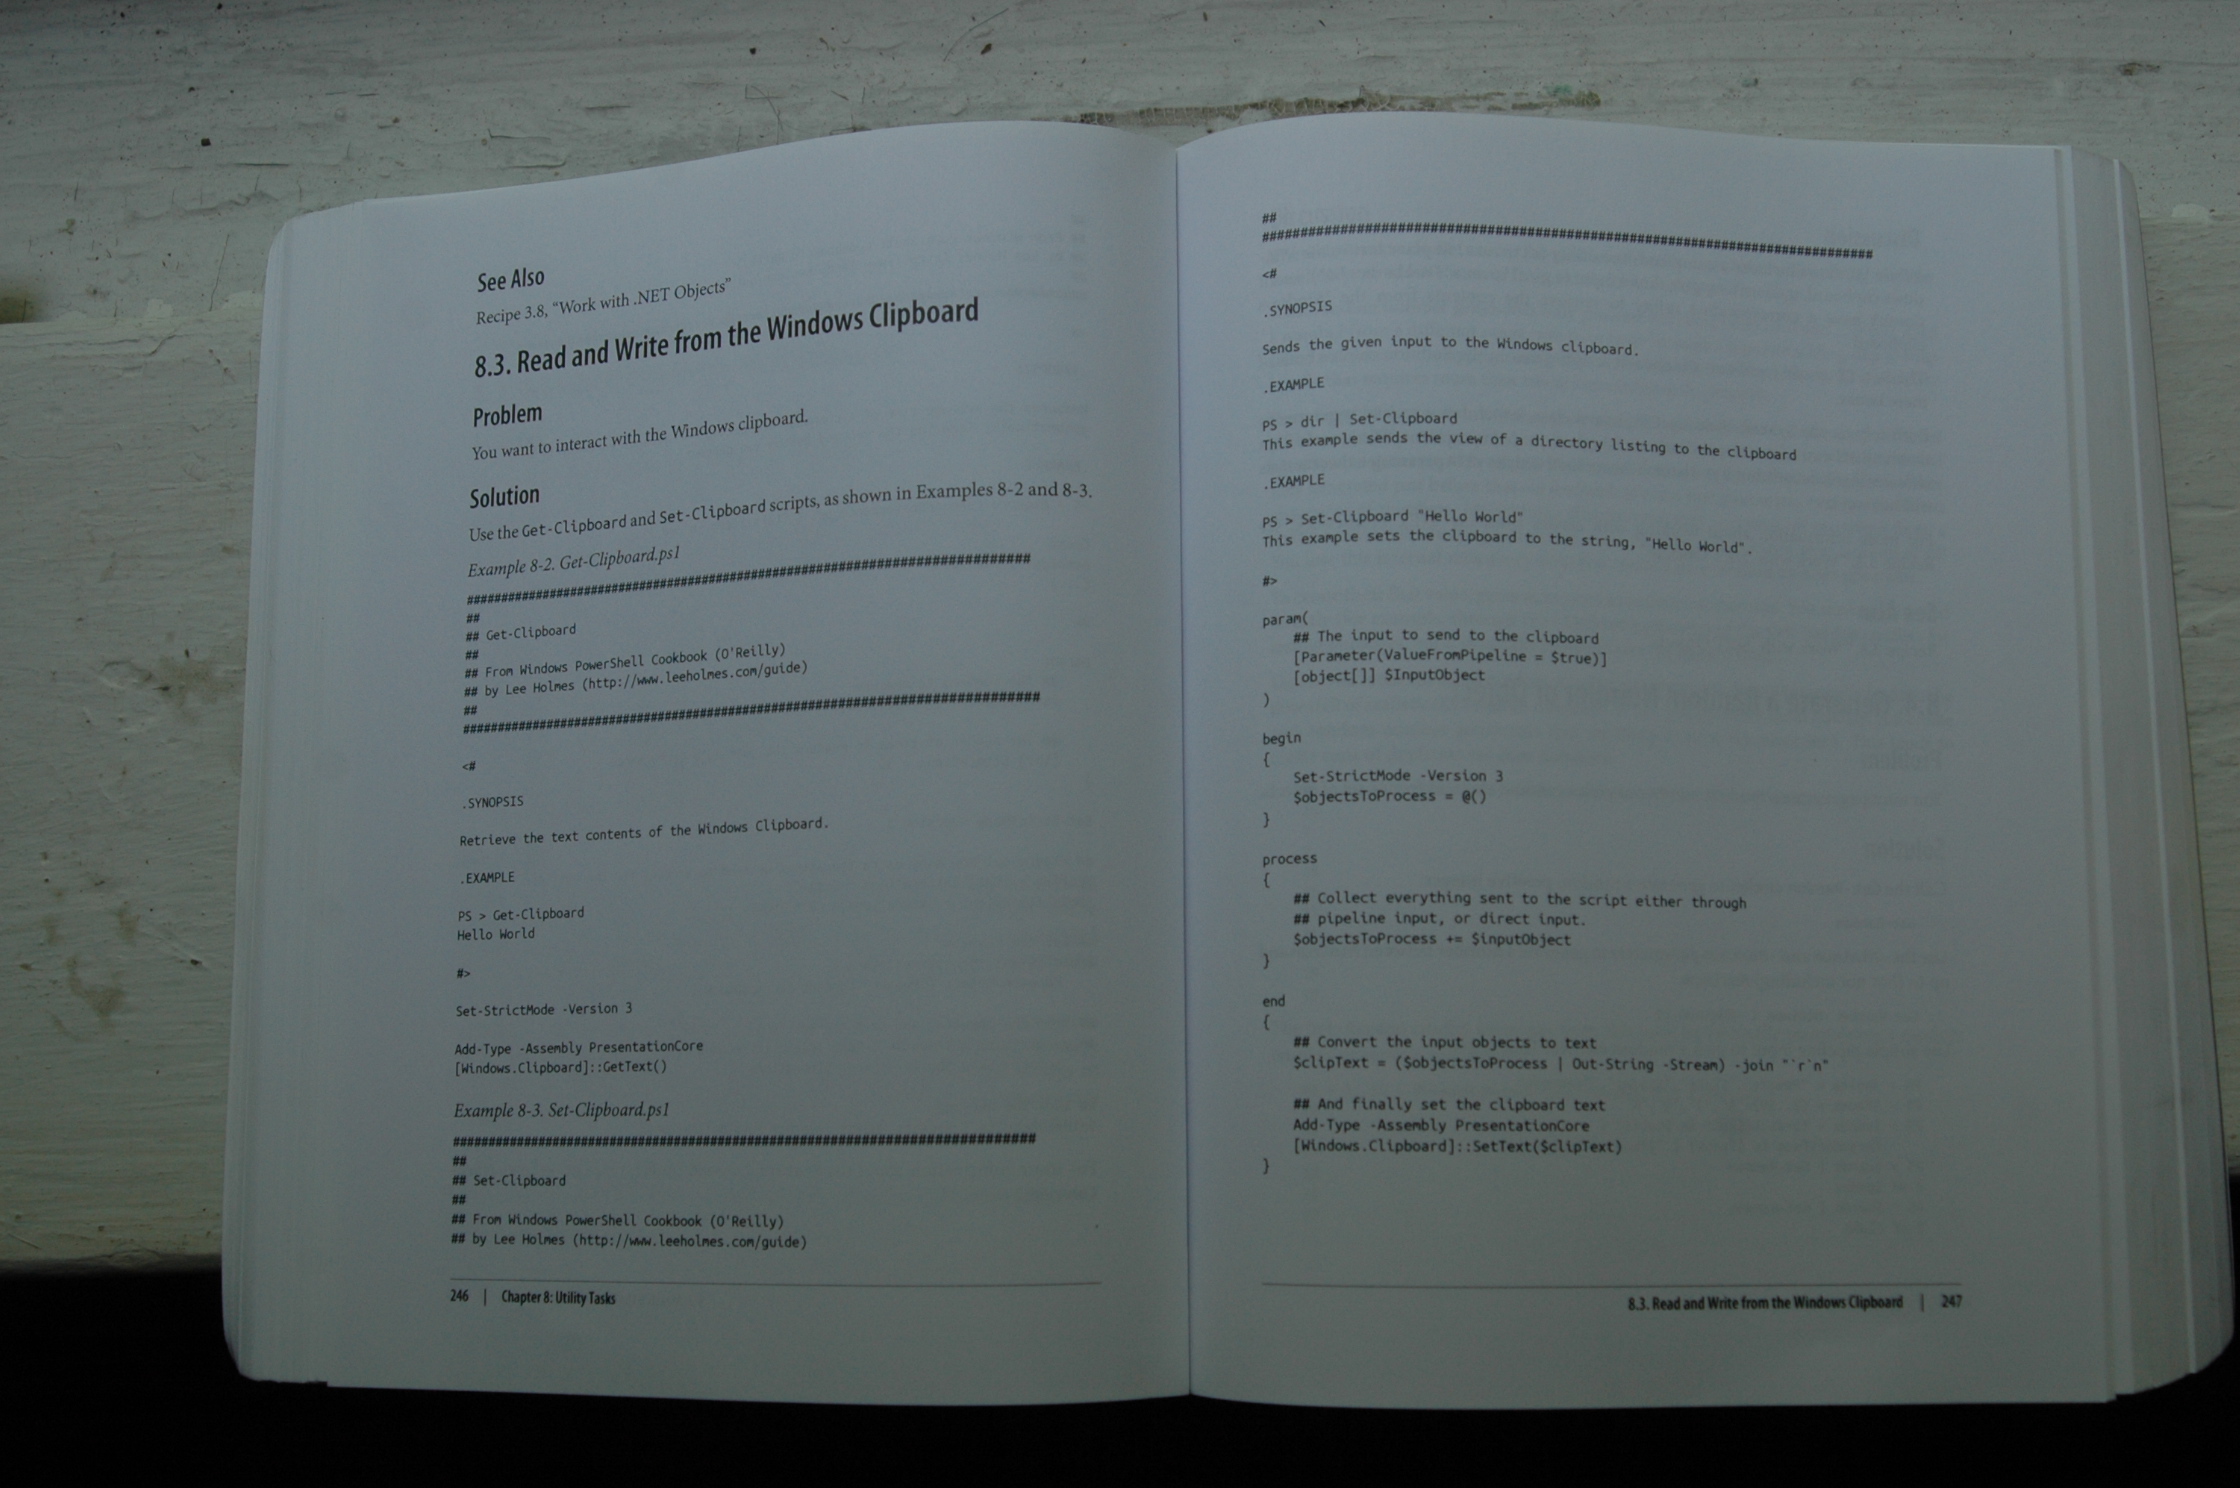 See Also
Recipe 3.8, “Work with .NET Objects”
8.3. Read and Write from the Windows Clipboard
Problem
You want to interact with the Windows clipboard.
Solution
Use the Get-Clipboard and Set-Clipboard scripts, as shown in Examples 8-2 and 8-3.
Example 8-2. Get-Clipboard.ps1
##############################################################################
##
## Get-Clipboard
##
## From Windows PowerShell Cookbook (O'Reilly)
## by Lee Holmes (http://www.leeholmes.com/guide)
##
##############################################################################
<#
.SYNOPSIS
Retrieve the text contents of the Windows Clipboard.
.EXAMPLE
PS > Get-Clipboard
Hello World
#>
Set-StrictMode -Version 3
Add-Type -Assembly PresentationCore
[Windows.Clipboard]::GetText()
Example 8-3. Set-Clipboard.ps1
##############################################################################
##
## Set-Clipboard
##
## From Windows PowerShell Cookbook (O'Reilly)
## by Lee Holmes (http://www.leeholmes.com/guide)
246 | Chapter 8: Utility Tasks
##
##############################################################################
<#
.SYNOPSIS
Sends the given input to the Windows clipboard.
.EXAMPLE
PS > dir | Set-Clipboard
This example sends the view of a directory listing to the clipboard
.EXAMPLE
PS > Set-Clipboard "Hello World"
This example sets the clipboard to the string, "Hello World".
#>
param(
    ## The input to send to the clipboard
    [Parameter(ValueFromPipeline = $true)]
    [object[]] $InputObject
)
begin
{
    Set-StrictMode -Version 3
    $objectsToProcess = @()
}
process
{
    ## Collect everything sent to the script either through
    ## pipeline input, or direct input.
    $objectsToProcess += $inputObject
}
end
{
    ## Convert the input objects to text
    $clipText = ($objectsToProcess | Out-String -Stream) -join "`r`n"
    ## And finally set the clipboard text
    Add-Type -Assembly PresentationCore
    [Windows.Clipboard]::SetText($clipText)
}
8.3. Read and Write from the Windows Clipboard | 247